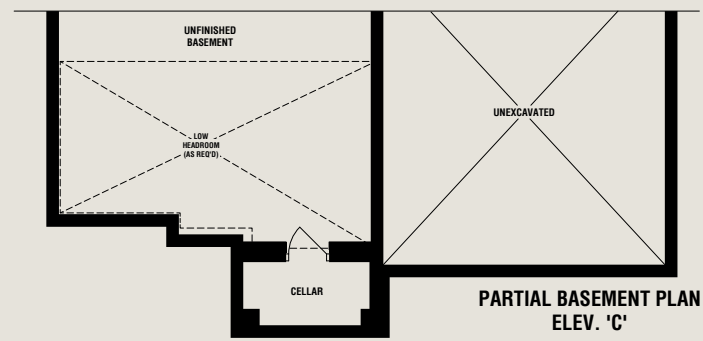 UNFINISHED
BASEMENT
LOW
HEADROOM
(AS REQ'D)
UNEXCAVATED
CELLAR
PARTIAL BASEMENT PLAN
ELEV. 'C'